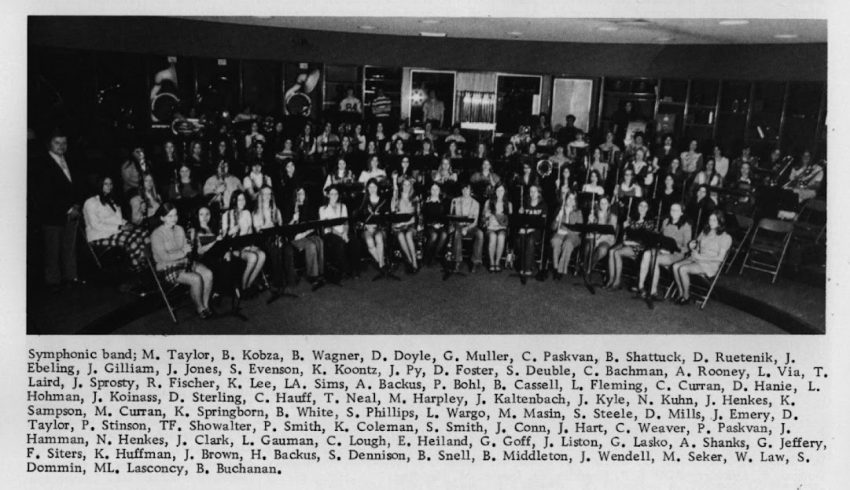 Symphonic band; M. Taylor, B. Kobza, B. Wagner, D. Doyle, G. Muller, C. Paskvan, B. Shattuck, D. Ruetenik, J.
Ebeling, J. Gilliam, J. Jones, S. Evenson, K. Koontz, J. Py, D. Foster, S. Deuble, C. Bachman, A. Rooney, L. Via, T.
Laird, J. Sprosty, R. Fischer, K. Lee, LA. Sims, A. Backus, P. Bohl, B. Cassell, L. Fleming, C. Curran, D. Hanie, L.
Hohman, J. Koinass, D. Sterling, C. Hauff, T. Neal, M. Harpley, J. Kaltenbach, J. Kyle, N. Kuhn, J. Henkes, K.
Sampson, M. Curran, K. Springborn, B. White, S. Phillips, L. Wargo, M. Masin, S. Steele, D. Mills, J. Emery, D.
Taylor, P. Stinson, TF. Showalter, P. Smith, K. Coleman, S. Smith, J. Conn, J. Hart, C. Weaver, P. Paskvan, J.
Hamman, N. Henkes, J. Clark, L. Gauman, C. Lough, E. Heiland, G. Goff, J. Liston, G. Lasko, A. Shanks, G. Jeffery,
F. Siters, K. Huffman, J. Brown, H. Backus, S. Dennison, B. Snell, B. Middleton, J. Wendell, M. Seker, W. Law, S.
Dommin, ML. Lasconcy, B. Buchanan.